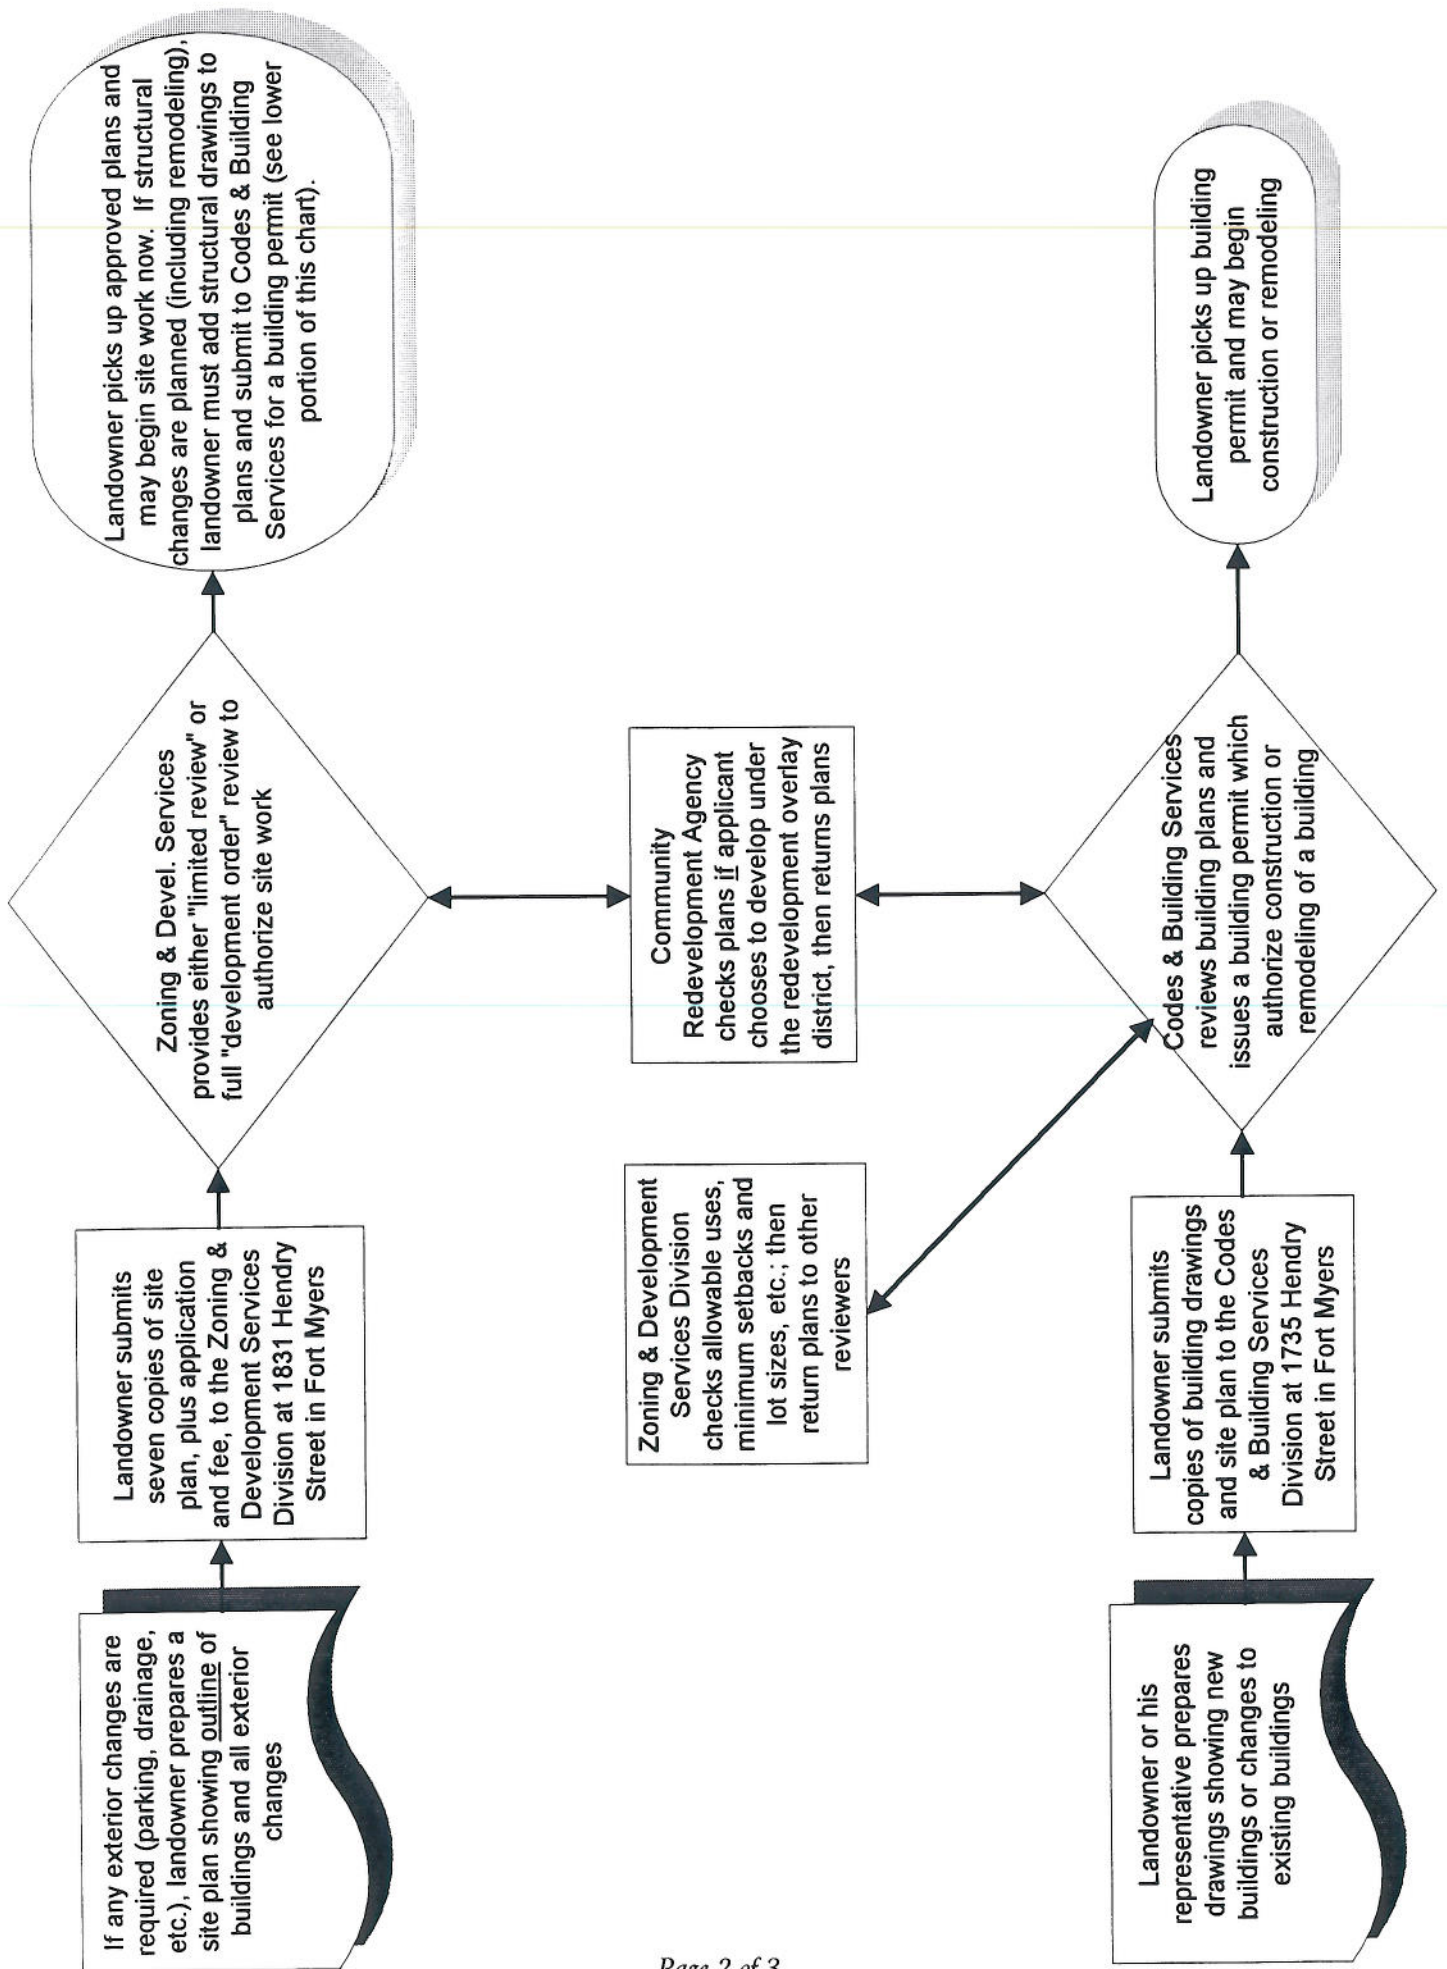 If any exterior changes are
required (parking, drainage,
etc.), landowner prepares a
site plan showing outline of
buildings and all exterior
changes
Landowner submits
seven copies of site
plan, plus application
and fee, to the Zoning &
Development Services
Division at 1831 Hendry
Street in Fort Myers
Zoning & Devel. Services
provides either "limited review" or
full "development order" review to
authorize site work
Landowner picks up approved plans and
may begin site work now.  If structural
changes are planned (including remodeling),
landowner must add structural drawings to
plans and submit to Codes & Building
Services for a building permit (see lower
portion of this chart).
Zoning & Development
Services Division
checks allowable uses,
minimum setbacks and
lot sizes, etc.; then
return plans to other
reviewers
Community
Redevelopment Agency
checks plans if applicant
chooses to develop under
the redevelopment overlay
district, then returns plans
Landowner or his
representative prepares
drawings showing new
buildings or changes to
existing buildings
Landowner submits
copies of building drawings
and site plan to the Codes
& Building Services
Division at 1735 Hendry
Street in Fort Myers
Codes & Building Services
reviews building plans and
issues a building permit which
authorize construction or
remodeling of a building
Landowner picks up building
permit and may begin
construction or remodeling
Page 2 of 3